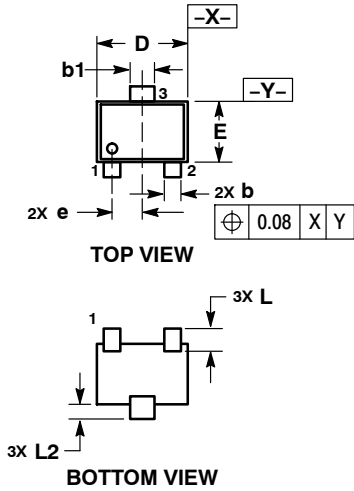 –X–
D
b1
3
–Y–
E
1
2
2X e
2X b
⌖ 0.08 X Y
TOP VIEW
1
3X L
3X L2
BOTTOM VIEW